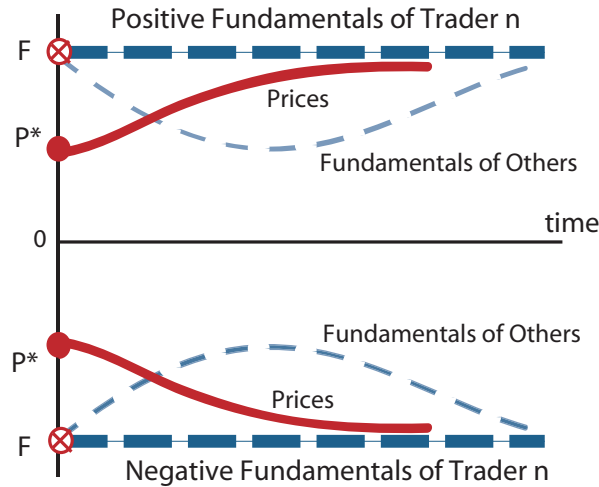 Positive Fundamentals of Trader n
F
Prices
P*
Fundamentals of Others
time
0
Fundamentals of Others
P*
Prices
F
Negative Fundamentals of Trader n